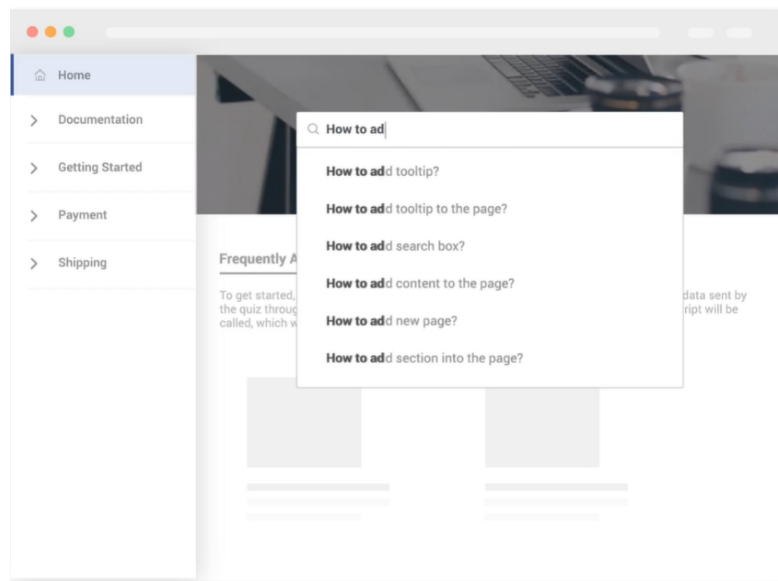 Home
Documentation
Getting Started
Payment
Shipping
How to ad
How to add tooltip?
How to add tooltip to the page?
How to add search box?
How to add content to the page?
How to add new page?
How to add section into the page?
Frequently A
To get started, data sent by
the quiz throug ript will be
called, which w